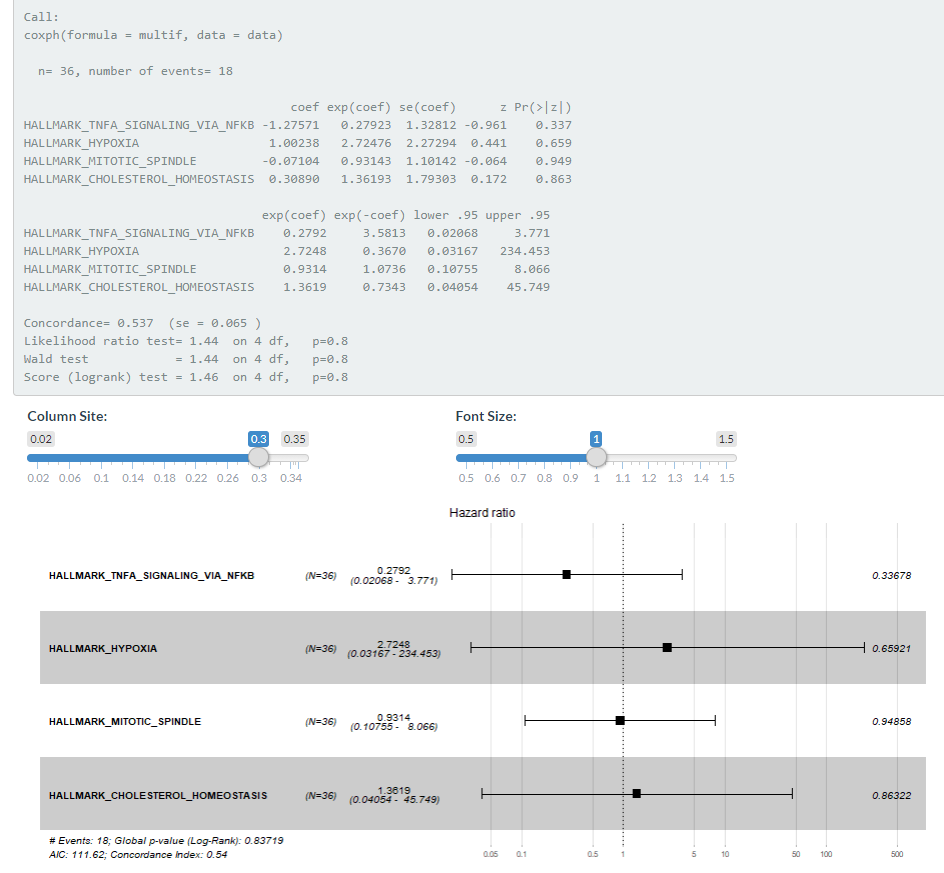 Call:
coxph(formula = multif, data = data)
n= 36, number of events= 18
coef exp(coef) se(coef) z Pr(>|z|)
HALLMARK_TNFA_SIGNALING_VIA_NFKB -1.27571 0.27923 1.32812 -0.961 0.337
HALLMARK_HYPOXIA 1.00238 2.72476 2.27294 0.441 0.659
HALLMARK_MITOTIC_SPINDLE -0.07104 0.93143 1.10142 -0.064 0.949
HALLMARK_CHOLESTEROL_HOMEOSTASIS 0.30890 1.36193 1.79303 0.172 0.863
exp(coef) exp(-coef) lower .95 upper .95
HALLMARK_TNFA_SIGNALING_VIA_NFKB 0.2792 3.5813 0.02068 3.771
HALLMARK_HYPOXIA 2.7248 0.3670 0.03167 234.453
HALLMARK_MITOTIC_SPINDLE 0.9314 1.0736 0.10755 8.066
HALLMARK_CHOLESTEROL_HOMEOSTASIS 1.3619 0.7343 0.04054 45.749
Concordance= 0.537 (se = 0.065 )
Likelihood ratio test= 1.44 on 4 df, p=0.8
Wald test = 1.44 on 4 df, p=0.8
Score (logrank) test = 1.46 on 4 df, p=0.8
Column Site: Font Size:
0.02 0.3 0.35 0.5 1 1.5
0.02 0.06 0.1 0.14 0.18 0.22 0.26 0.3 0.34 0.5 0.6 0.7 0.8 0.9 1 1.1 1.2 1.3 1.4 1.5
Hazard ratio
HALLMARK_TNFA_SIGNALING_VIA_NFKB (N=36) 0.2792 0.33678
(0.02068 - 3.771)
HALLMARK_HYPOXIA (N=36) 2.7248 0.65921
(0.03167 - 234.453)
HALLMARK_MITOTIC_SPINDLE (N=36) 0.9314 0.94858
(0.10755 - 8.066)
HALLMARK_CHOLESTEROL_HOMEOSTASIS (N=36) 1.3619 0.86322
(0.04054 - 45.749)
# Events: 18; Global p-value (Log-Rank): 0.83719
AIC: 111.62; Concordance Index: 0.54
0.05 0.1 0.5 1 5 10 50 100 500